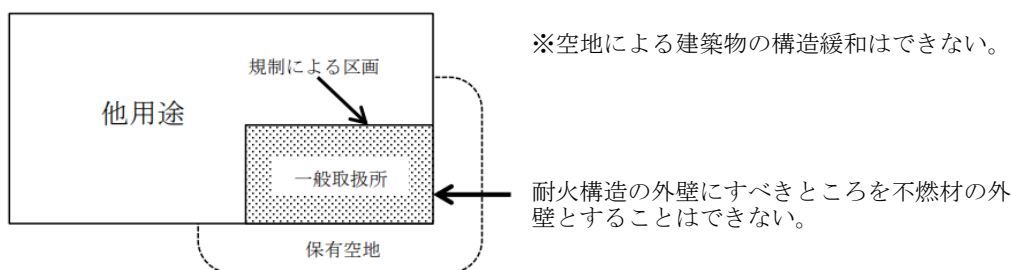 ※空地による建築物の構造緩和はできない。
規制による区画
他用途
一般取扱所
耐火構造の外壁にすべきところを不燃材の外
壁とすることはできない。
保有空地